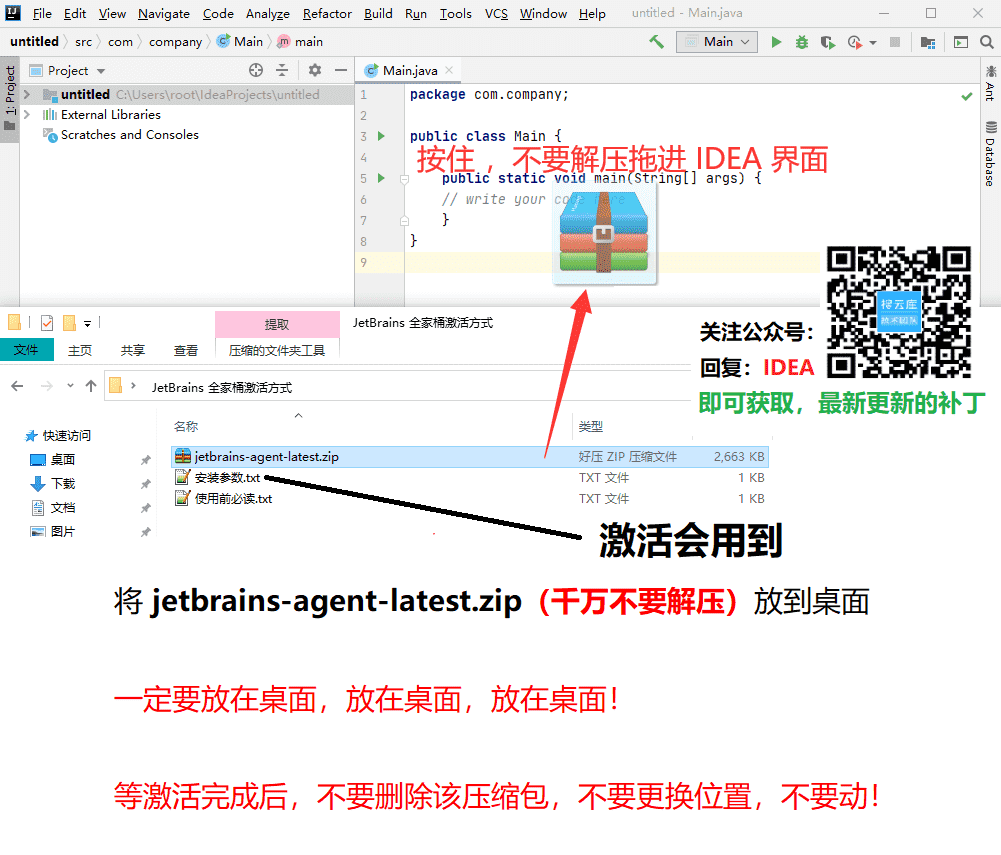 File Edit View Navigate Code Analyze Refactor Build Run Tools VCS Window Help untitled - Main.java
untitled src com company Main main
Main
1: Project
Project
Main.java
Ant
Database
untitled C:\Users\root\IdeaProjects\untitled
External Libraries
Scratches and Consoles
1 package com.company;
2
3 public class Main {
4
按住 ，不要解压拖进 IDEA 界面
5 public static void main(String[] args) {
6 // write your code here
7 }
8 }
9
搜云库
技术团队
关注公众号：
回复：IDEA
即可获取，最新更新的补丁
提取 JetBrains 全家桶激活方式
文件 主页 共享 查看 压缩的文件夹工具
JetBrains 全家桶激活方式
名称 类型
快速访问
桌面
下载
文档
图片
jetbrains-agent-latest.zip 好压 ZIP 压缩文件 2,663 KB
安装参数.txt TXT 文件 1 KB
使用前必读.txt TXT 文件 1 KB
激活会用到
将 jetbrains-agent-latest.zip（千万不要解压）放到桌面
一定要放在桌面，放在桌面，放在桌面！
等激活完成后，不要删除该压缩包，不要更换位置，不要动！